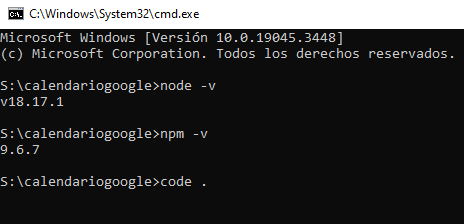 C:\Windows\System32\cmd.exe
Microsoft Windows [Versión 10.0.19045.3448]
(c) Microsoft Corporation. Todos los derechos reservados.
S:\calendariogoogle>node -v
v18.17.1
S:\calendariogoogle>npm -v
9.6.7
S:\calendariogoogle>code .